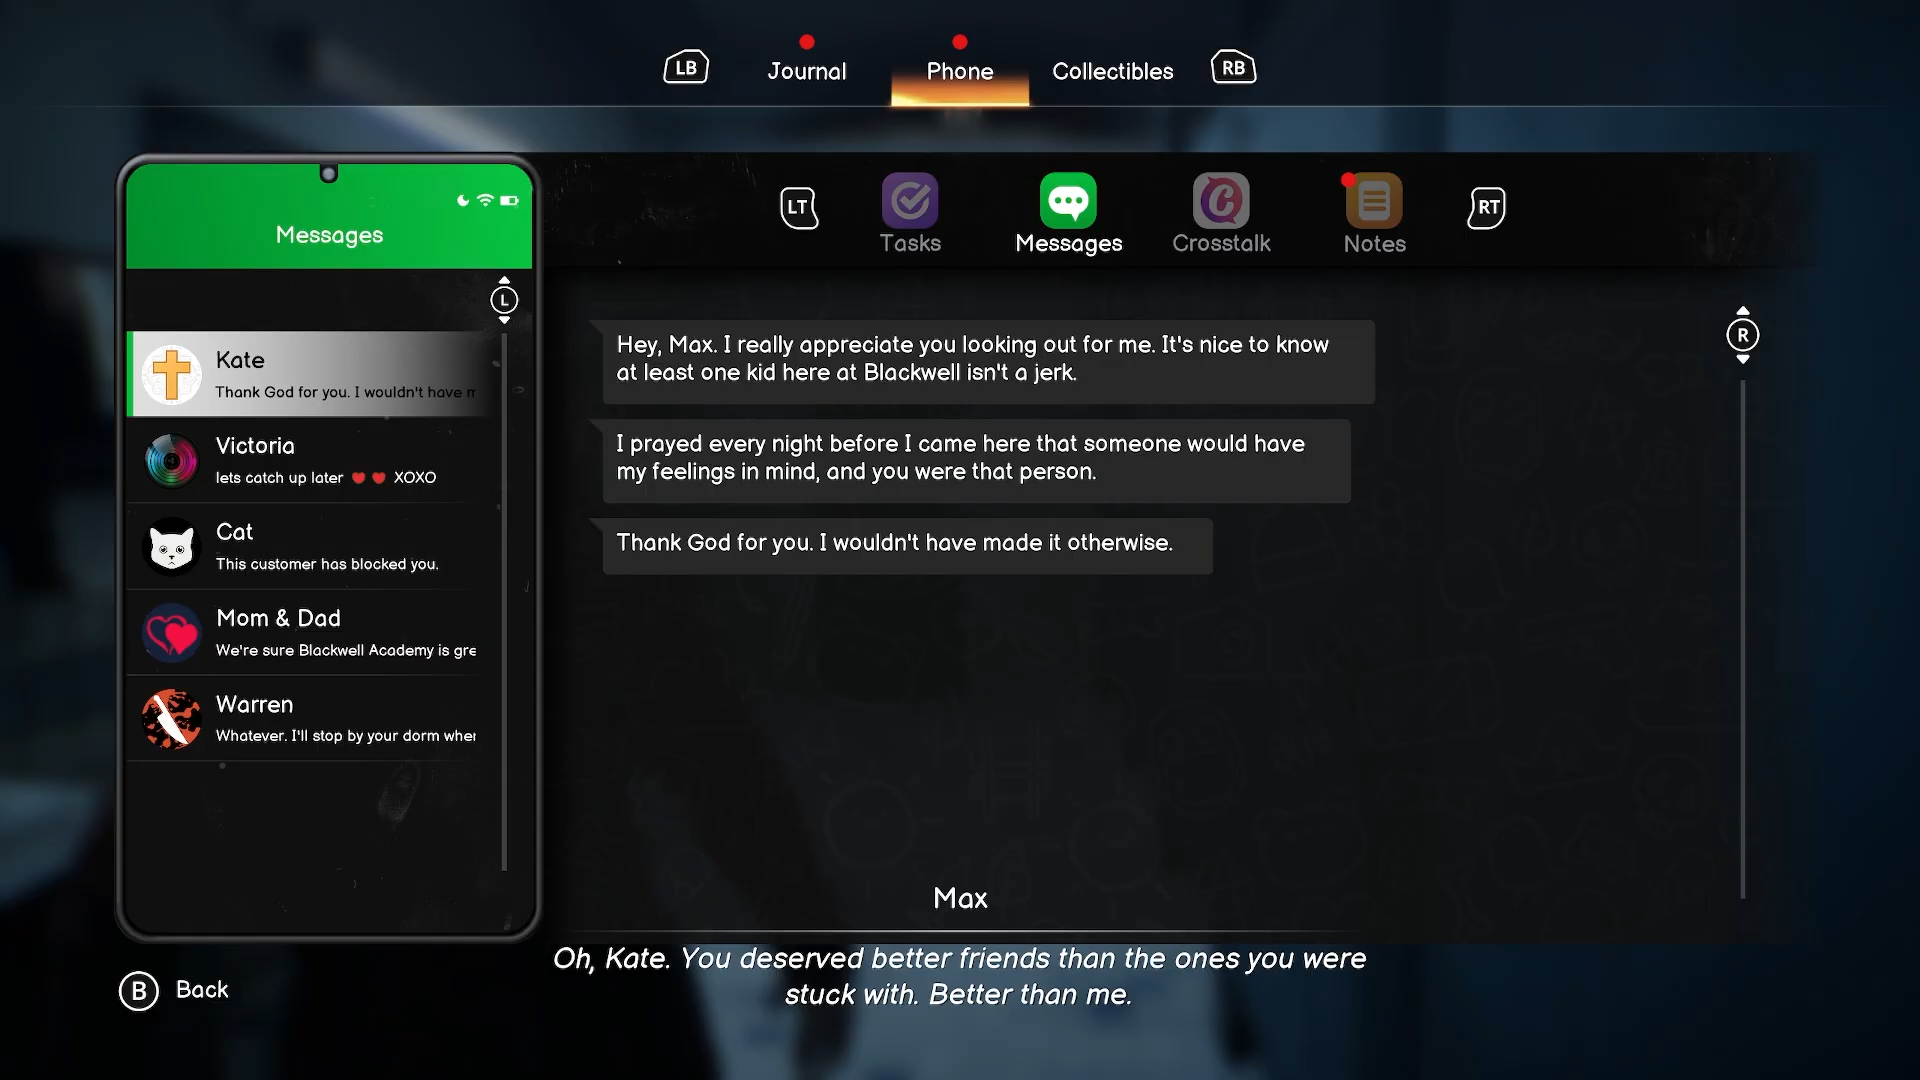 LB
Journal
Phone
Collectibles
RB
Messages
L
Kate
Thank God for you. I wouldn't have m
Victoria
lets catch up later ❤️ ❤️ XOXO
Cat
This customer has blocked you.
Mom & Dad
We're sure Blackwell Academy is gre
Warren
Whatever. I'll stop by your dorm when
LT
Tasks
Messages
Crosstalk
Notes
RT
R
Hey, Max. I really appreciate you looking out for me. It's nice to know
at least one kid here at Blackwell isn't a jerk.
I prayed every night before I came here that someone would have
my feelings in mind, and you were that person.
Thank God for you. I wouldn't have made it otherwise.
Max
Oh, Kate. You deserved better friends than the ones you were
stuck with. Better than me.
B
Back